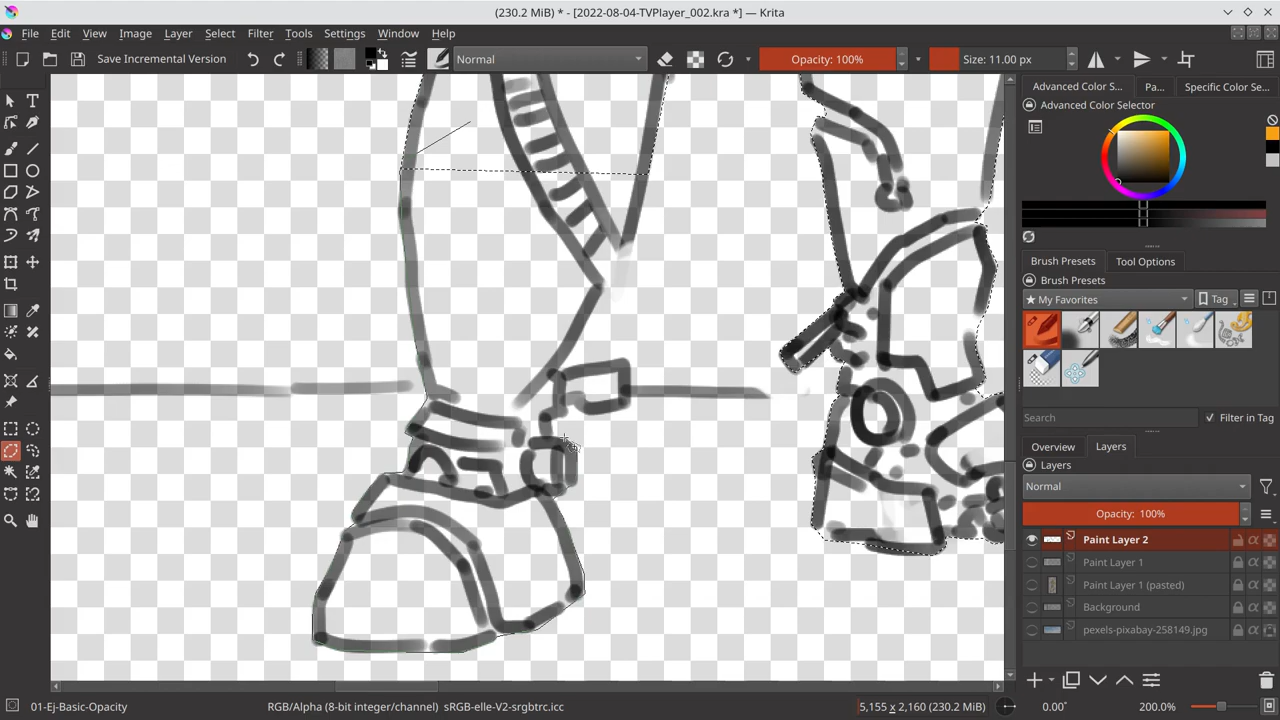 (230.2 MiB) * - [2022-08-04-TVPlayer_002.kra *] — Krita
File Edit View Image Layer Select Filter Tools Settings Window Help
Save Incremental Version Normal Opacity: 100% Size: 11.00 px
Advanced Color S... Pa... Specific Color Se...
Advanced Color Selector
Brush Presets Tool Options
Brush Presets
My Favorites Tag
Search Filter in Tag
Overview Layers
Layers
Normal
Opacity: 100%
Paint Layer 2
Paint Layer 1
Paint Layer 1 (pasted)
Background
pexels-pixabay-258149.jpg
01-Ej-Basic-Opacity RGB/Alpha (8-bit integer/channel) sRGB-elle-V2-srgbtrc.icc 5,155 x 2,160 (230.2 MiB) 0.00° 200.0%